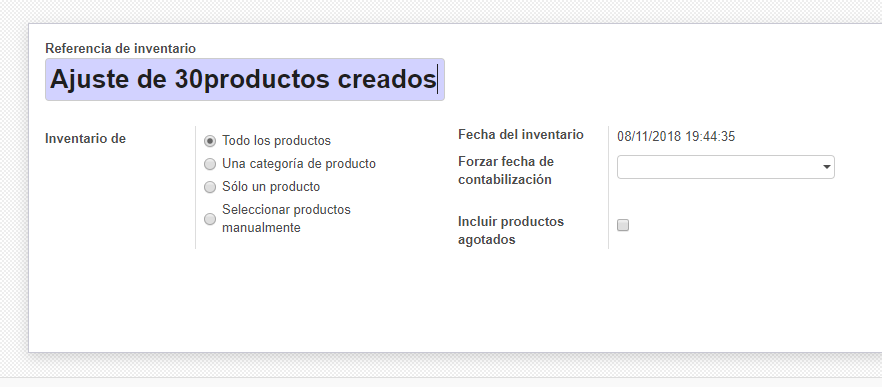 Referencia de inventario
Ajuste de 30productos creados
Inventario de
Todo los productos
Una categoría de producto
Sólo un producto
Seleccionar productos
manualmente
Fecha del inventario
08/11/2018 19:44:35
Forzar fecha de
contabilización
Incluir productos
agotados